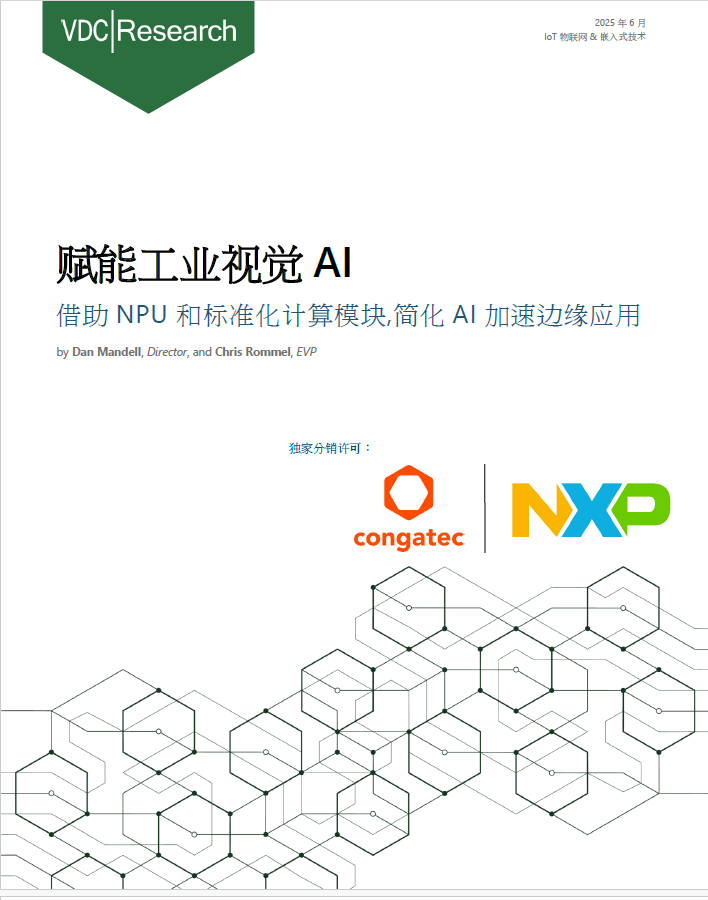 VDC Research
2025 年 6 月
IoT 物联网 & 嵌入式技术
赋能工业视觉 AI
借助 NPU 和标准化计算模块,简化 AI 加速边缘应用
by Dan Mandell, Director, and Chris Rommel, EVP
独家分销许可：
congatec
NXP